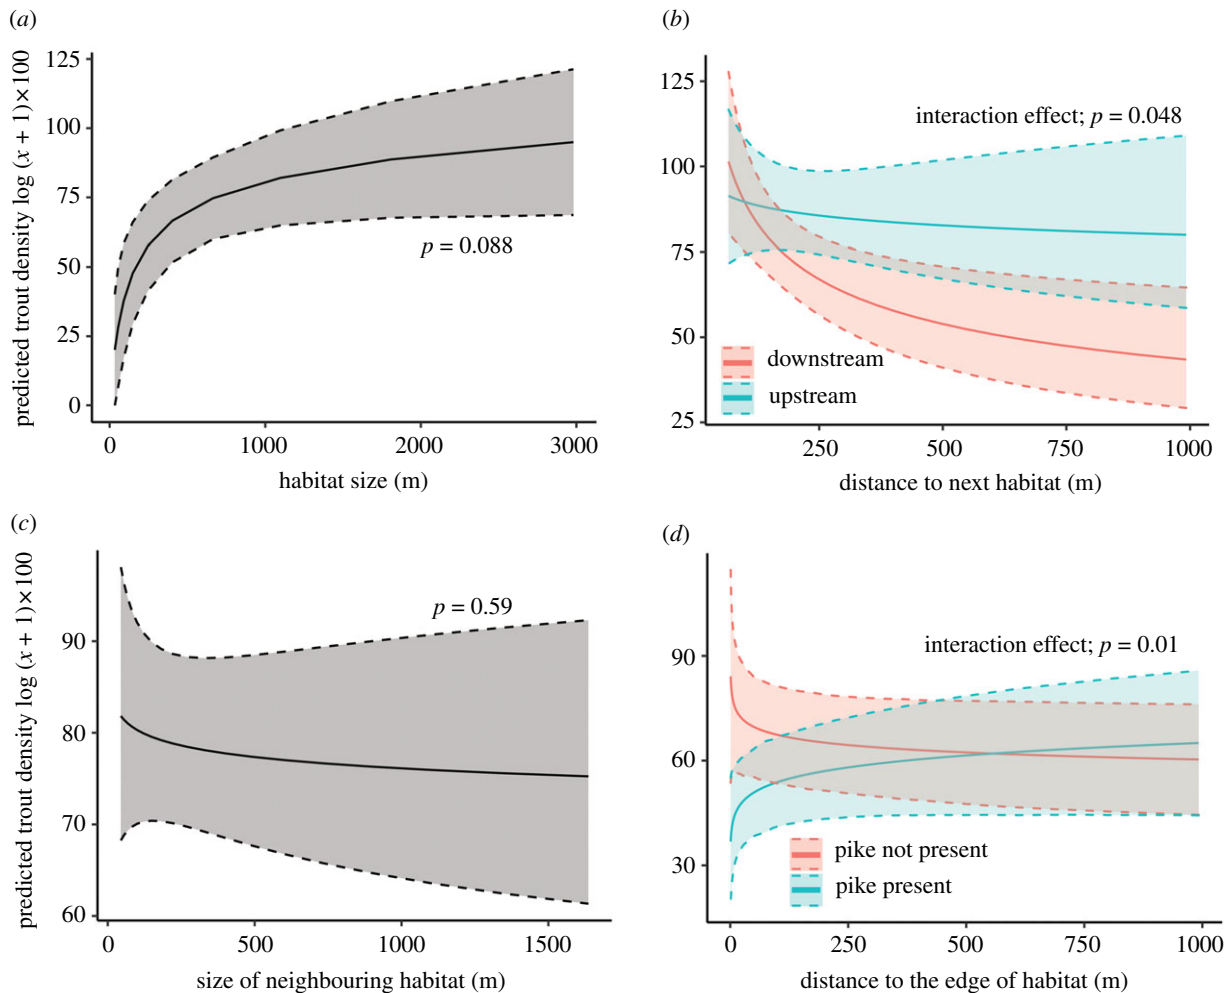 (a)
predicted trout density log (x + 1)×100
125
100
75
50
25
0
p = 0.088
0
1000
2000
3000
habitat size (m)
(b)
125
100
75
50
25
interaction effect; p = 0.048
downstream
upstream
250
500
750
1000
distance to next habitat (m)
(c)
predicted trout density log (x + 1)×100
90
80
70
60
p = 0.59
0
500
1000
1500
size of neighbouring habitat (m)
(d)
90
60
30
interaction effect; p = 0.01
pike not present
pike present
0
250
500
750
1000
distance to the edge of habitat (m)